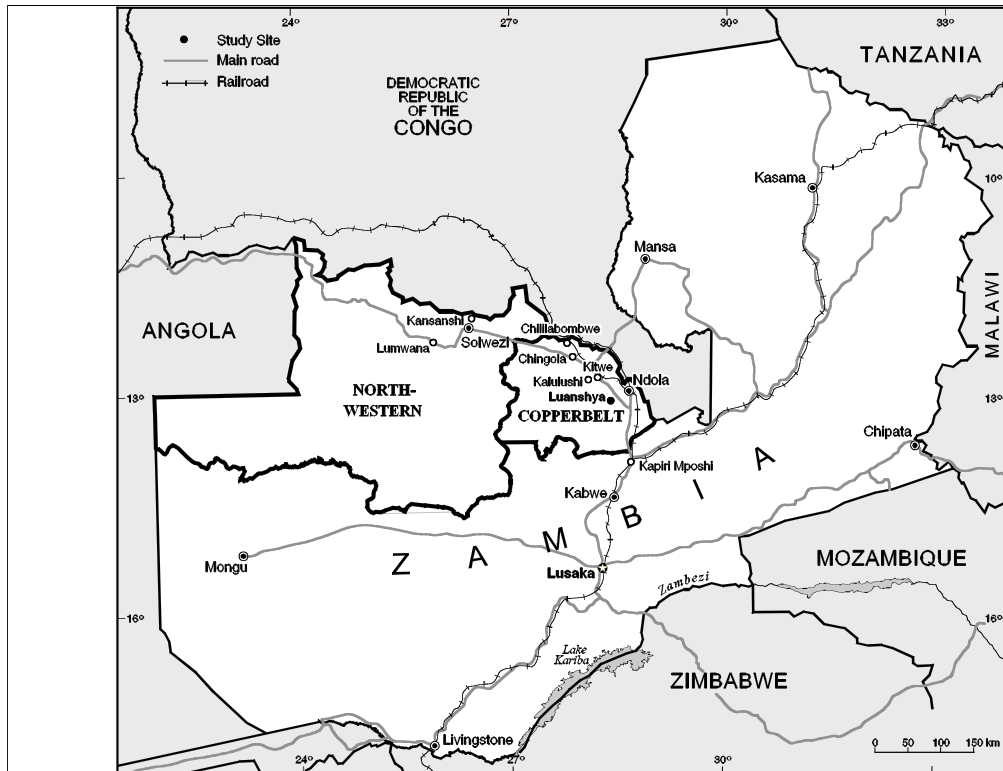 24°
27°
30°
33°
Study Site
Main road
Railroad
TANZANIA
DEMOCRATIC
REPUBLIC
OF THE
CONGO
Kasama
10°
Mansa
MALAWI
ANGOLA
Kansanshi
Solwezi
Lumwana
Chililabombwe
Chingola
Kitwe
Kalulushi
Ndola
Luanshya
COPPERBELT
NORTH-
WESTERN
13°
13°
Chipata
Kapiri Mposhi
Kabwe
ZAMBIA
Mongu
Lusaka
Zambezi
MOZAMBIQUE
16°
16°
Lake
Kariba
ZIMBABWE
Livingstone
0 50 100 150 km
24°
27°
30°